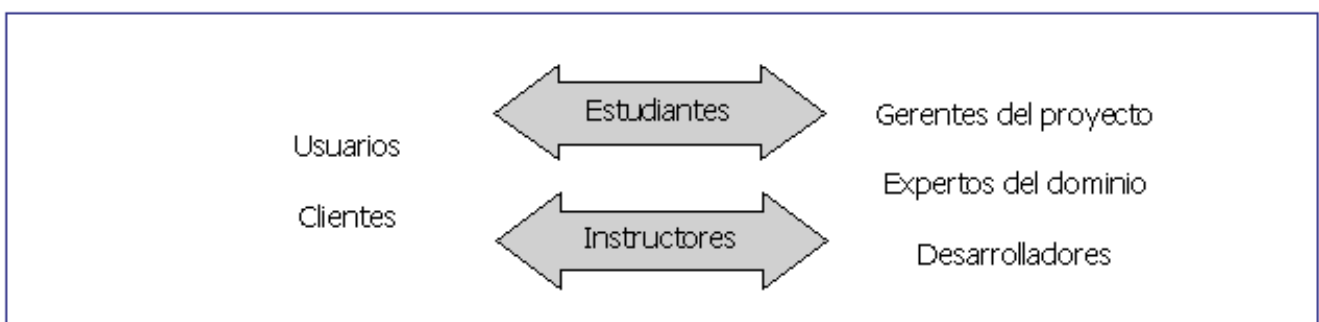 Usuarios
Clientes
Estudiantes
Instructores
Gerentes del proyecto
Expertos del dominio
Desarrolladores